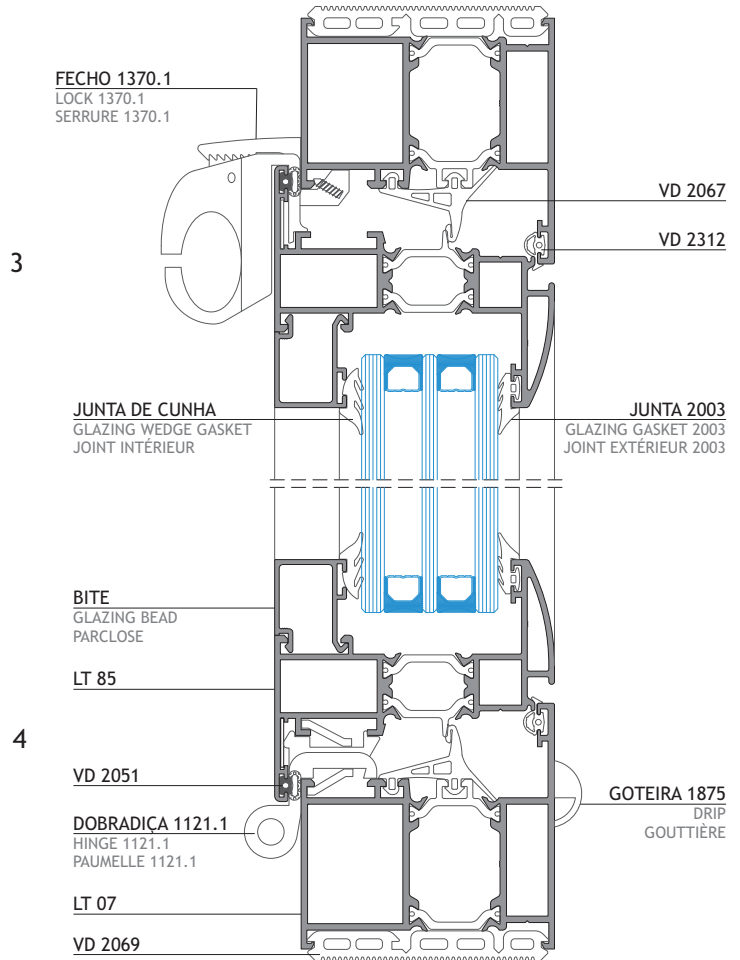 FECHO 1370.1
LOCK 1370.1
SERRURE 1370.1
VD 2067
VD 2312
3
JUNTA DE CUNHA
GLAZING WEDGE GASKET
JOINT INTÉRIEUR
JUNTA 2003
GLAZING GASKET 2003
JOINT EXTÉRIEUR 2003
BITE
GLAZING BEAD
PARCLOSE
LT 85
4
VD 2051
DOBRADIÇA 1121.1
HINGE 1121.1
PAUMELLE 1121.1
GOTEIRA 1875
DRIP
GOUTTIÈRE
LT 07
VD 2069